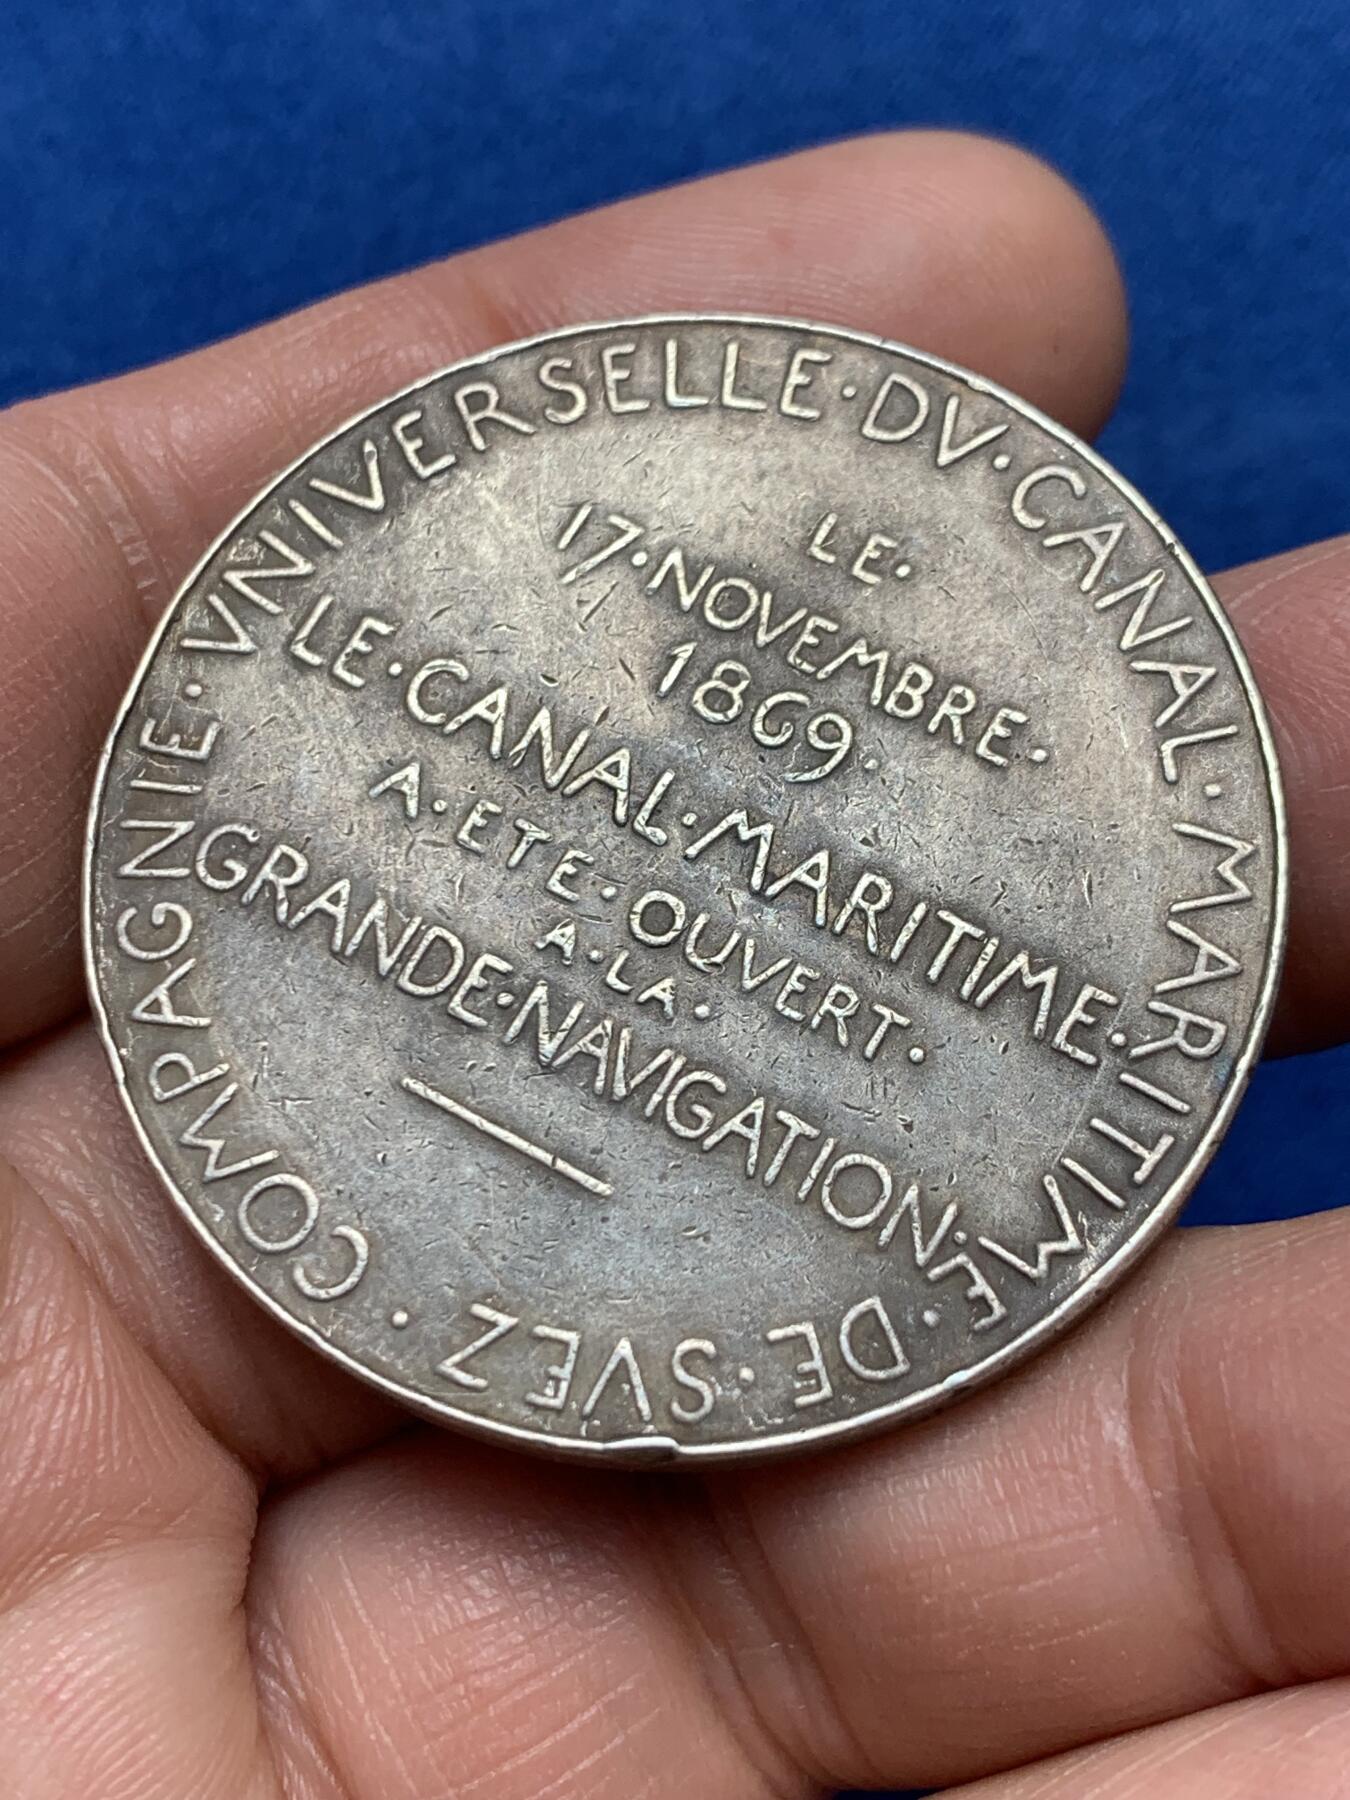 COMPAGNIE · VNIVERSELLE · DV · CANAL · MARITIME · DE · SVEZ ·
LE ·
17 · NOVEMBRE ·
1869 ·
LE · CANAL · MARITIME ·
A · ETE · OUVERT ·
A · LA ·
GRANDE · NAVIGATION ·